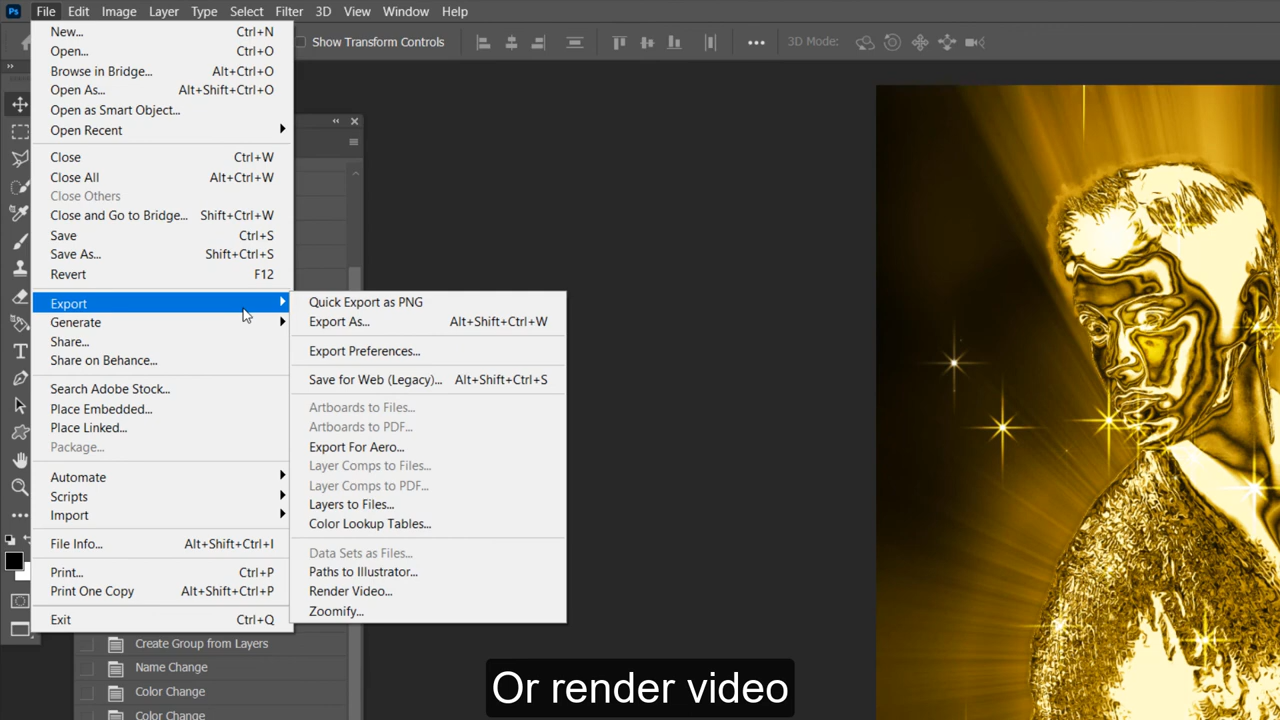 Ps File Edit Image Layer Type Select Filter 3D View Window Help
Show Transform Controls 3D Mode:
New... Ctrl+N
Open... Ctrl+O
Browse in Bridge... Alt+Ctrl+O
Open As... Alt+Shift+Ctrl+O
Open as Smart Object...
Open Recent
Close Ctrl+W
Close All Alt+Ctrl+W
Close Others
Close and Go to Bridge... Shift+Ctrl+W
Save Ctrl+S
Save As... Shift+Ctrl+S
Revert F12
Export
Generate
Share...
Share on Behance...
Search Adobe Stock...
Place Embedded...
Place Linked...
Package...
Automate
Scripts
Import
File Info... Alt+Shift+Ctrl+I
Print... Ctrl+P
Print One Copy Alt+Shift+Ctrl+P
Exit Ctrl+Q
Quick Export as PNG
Export As... Alt+Shift+Ctrl+W
Export Preferences...
Save for Web (Legacy)... Alt+Shift+Ctrl+S
Artboards to Files...
Artboards to PDF...
Export For Aero...
Layer Comps to Files...
Layer Comps to PDF...
Layers to Files...
Color Lookup Tables...
Data Sets as Files...
Paths to Illustrator...
Render Video...
Zoomify...
Create Group from Layers
Name Change
Color Change
Color Change
Or render video